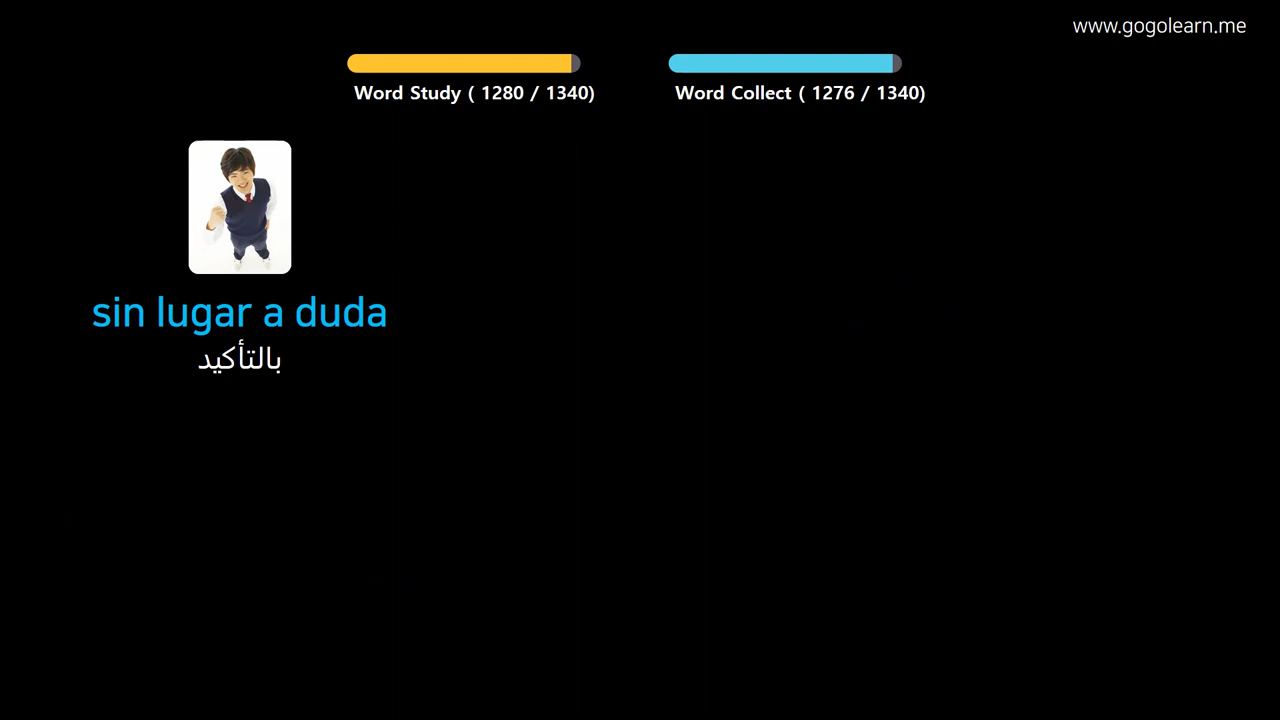 www.gogolearn.me
Word Study ( 1280 / 1340)
Word Collect ( 1276 / 1340)
sin lugar a duda
بالتأكيد